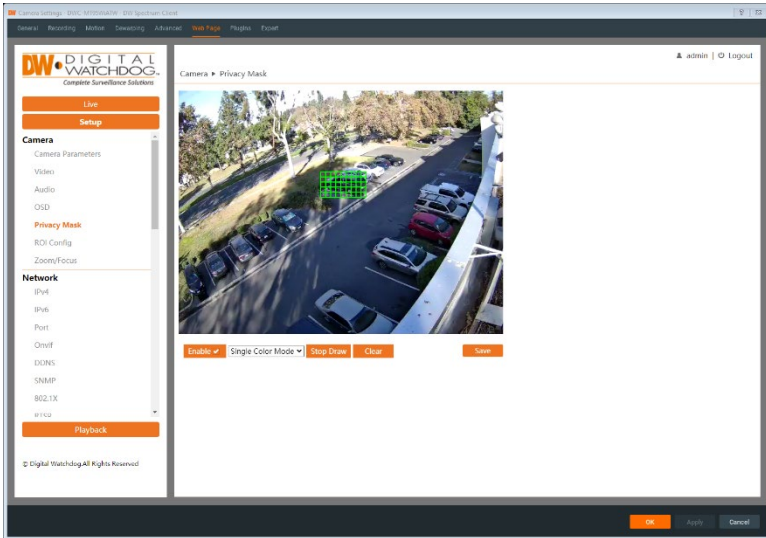 Camera Settings - DWC-MV95WiATW - DW Spectrum Client
General Recording Motion Dewarping Advanced Web Page Plugins Expert
DW DIGITAL WATCHDOG
Complete Surveillance Solutions
admin | Logout
Camera Privacy Mask
Live
Setup
Camera
Camera Parameters
Video
Audio
OSD
Privacy Mask
ROI Config
Zoom/Focus
Network
IPv4
IPv6
Port
Onvif
DDNS
SNMP
802.1X
Playback
© Digital Watchdog.All Rights Reserved
Enable Single Color Mode Stop Draw Clear Save
OK Apply Cancel